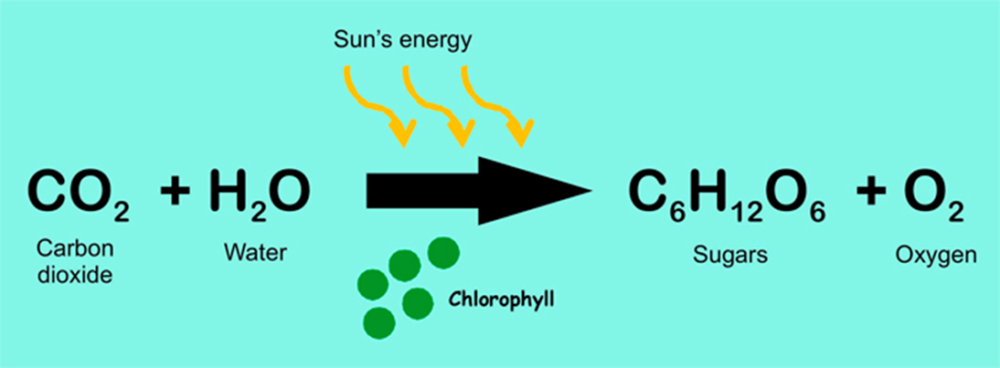 Sun's energy
CO₂ + H₂O C₆H₁₂O₆ + O₂
Carbon
dioxide
Water
Sugars
Oxygen
Chlorophyll